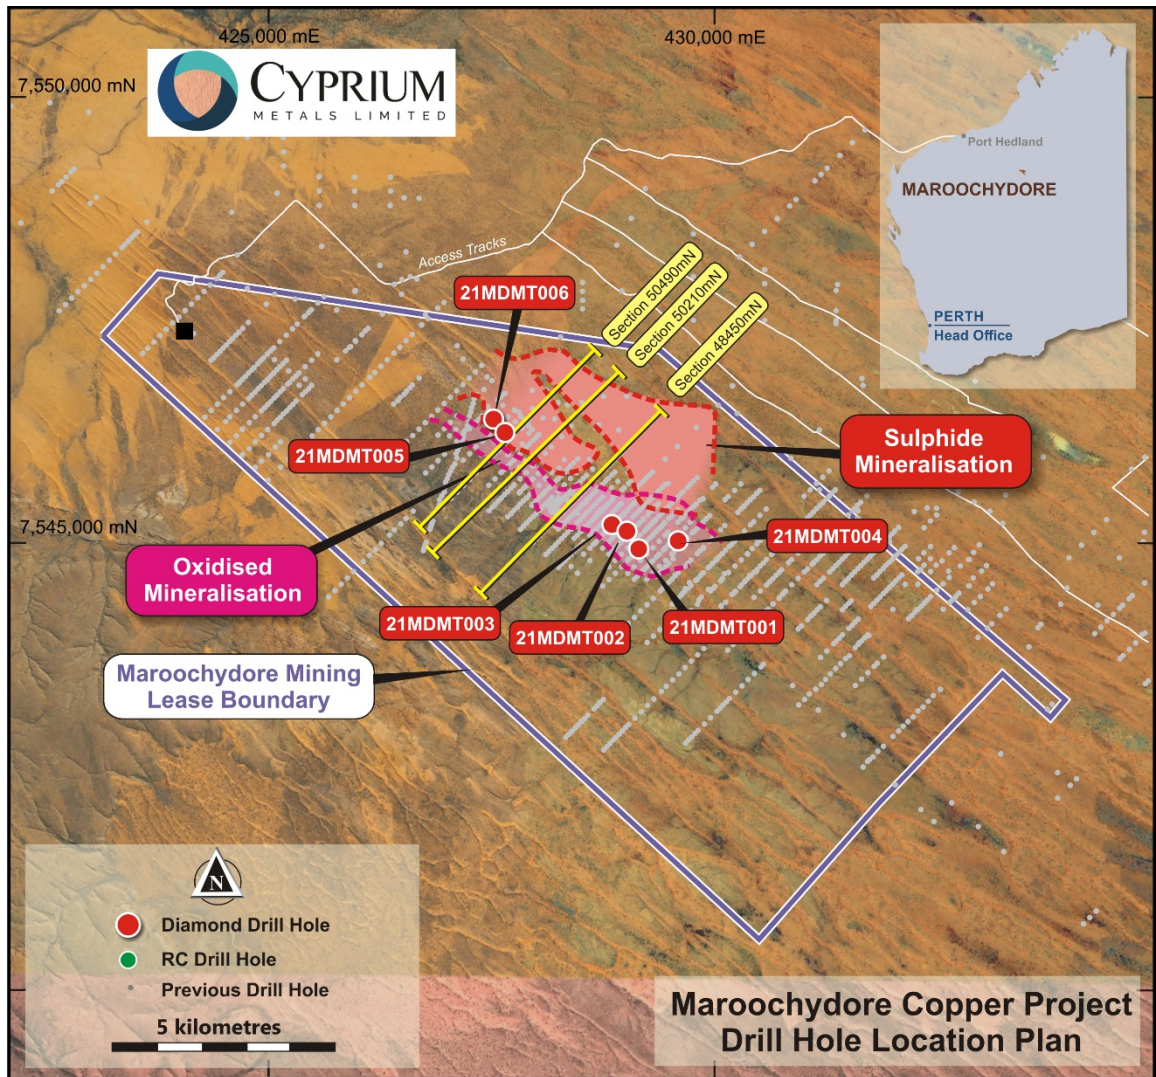 425,000 mE
430,000 mE
7,550,000 mN
CYPRIUM
METALS LIMITED
Port Hedland
MAROOCHYDORE
PERTH
Head Office
Access Tracks
Section 50490mN
Section 50210mN
Section 48450mN
21MDMT006
21MDMT005
Sulphide
Mineralisation
7,545,000 mN
21MDMT004
Oxidised
Mineralisation
21MDMT003
21MDMT002
21MDMT001
Maroochydore Mining
Lease Boundary
N
Diamond Drill Hole
RC Drill Hole
Previous Drill Hole
5 kilometres
Maroochydore Copper Project
Drill Hole Location Plan